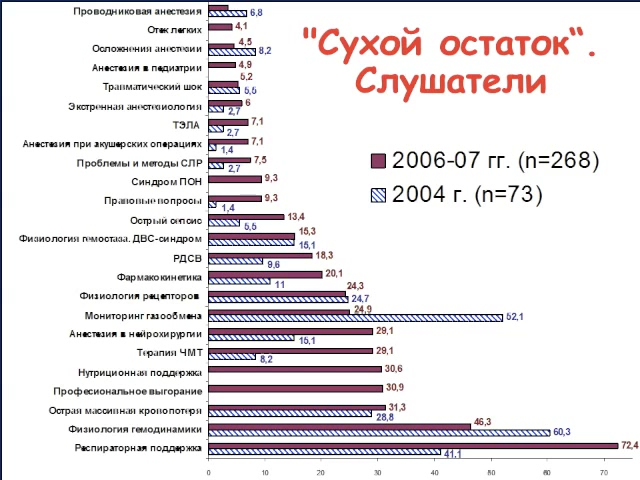 "Сухой остаток“.
Слушатели
2006-07 гг. (n=268)
2004 г. (n=73)
Проводниковая анестезия 6,8
Отек легких 4,1
Осложнения анестезии 4,5 8,2
Анестезия в педиатрии 4,9
Травматический шок 5,2 5,5
Экстренная анестезиология 6 2,7
ТЭЛА 7,1 2,7
Анестезия при акушерских операциях 7,1 1,4
Проблемы и методы СЛР 7,5 2,7
Синдром ПОН 9,3
Правовые вопросы 9,3 1,4
Острый сепсис 13,4 5,5
Физиология гемостаза. ДВС-синдром 15,3 15,1
РДСВ 18,3 9,6
Фармакокинетика 20,1 11
Физиология рецепторов 24,3 24,7
Мониторинг газообмена 24,9 52,1
Анестезия в нейрохирургии 29,1 15,1
Терапия ЧМТ 29,1 8,2
Нутриционная поддержка 30,6
Професиональное выгорание 30,9
Острая массивная кровопотеря 31,3 28,8
Физиология гемодинамики 46,3 60,3
Респираторная поддержка 72,4 41,1
0 10 20 30 40 50 60 70